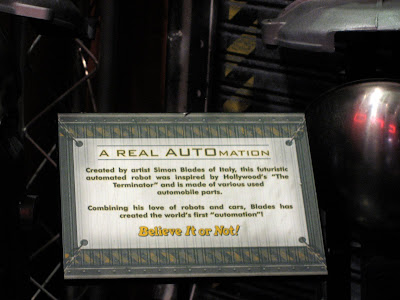 A REAL AUTOMATION
Created by artist Simon Blades of Italy, this futuristic
automated robot was inspired by Hollywood's "The
Terminator" and is made of various used
automobile parts.
Combining his love of robots and cars, Blades has
created the world's first "automation"!
Believe It or Not!